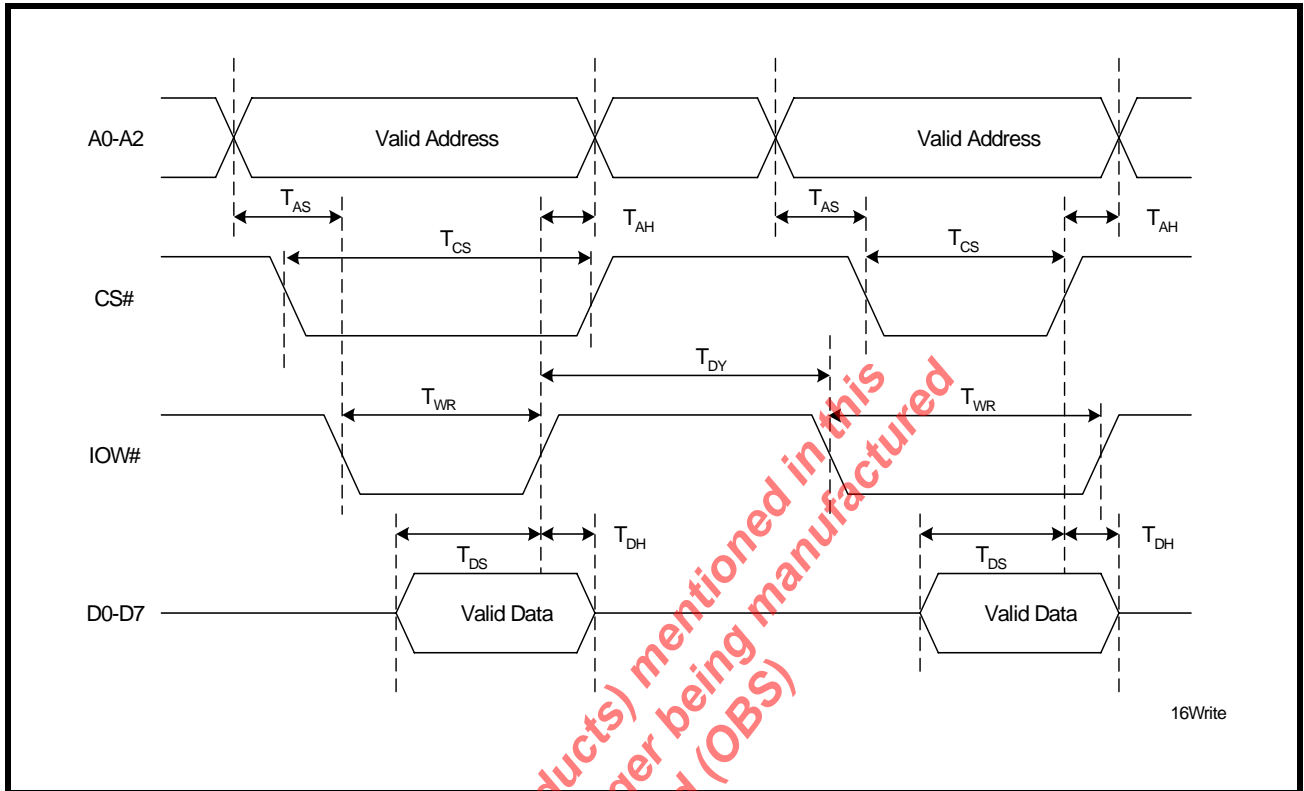 A0-A2
Valid Address
Valid Address
TAS
TAH
TAS
TAH
TCS
TCS
CS#
TDY
TWR
TWR
IOW#
TDS
TDH
TDS
TDH
D0-D7
Valid Data
Valid Data
16Write
ducts) mentioned in this
ger being manufactured
d (OBS)